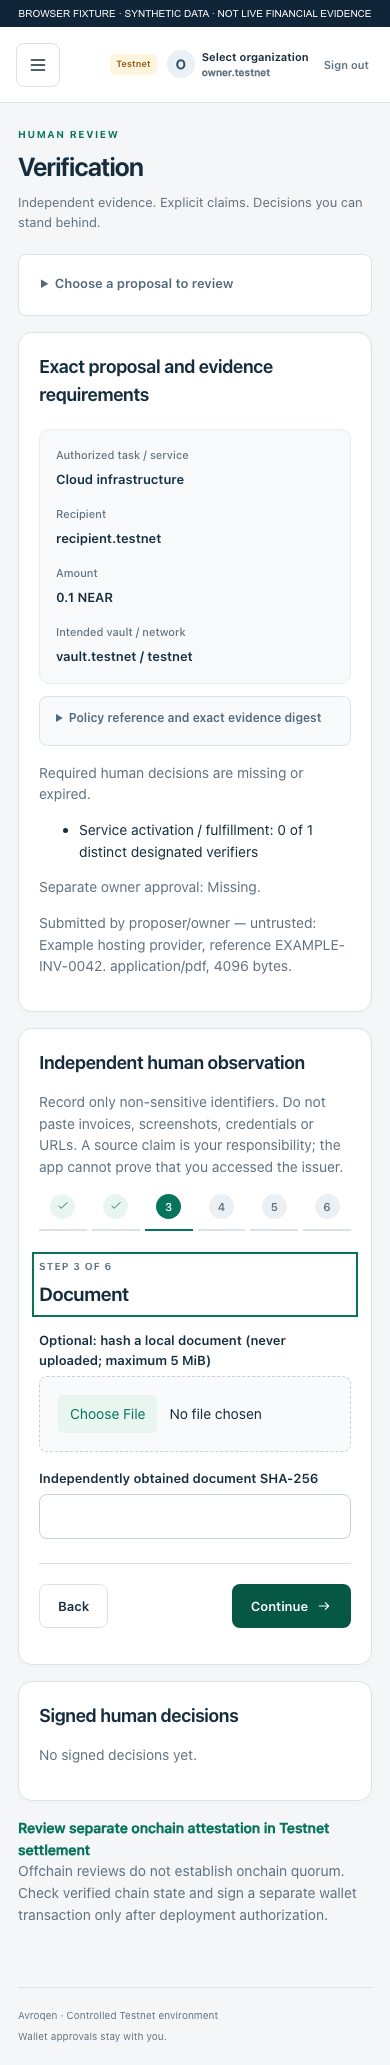 BROWSER FIXTURE · SYNTHETIC DATA · NOT LIVE FINANCIAL EVIDENCE
Testnet
O
Select organization
owner.testnet
Sign out
HUMAN REVIEW
Verification
Independent evidence. Explicit claims. Decisions you can
stand behind.
Choose a proposal to review
Exact proposal and evidence
requirements
Authorized task / service
Cloud infrastructure
Recipient
recipient.testnet
Amount
0.1 NEAR
Intended vault / network
vault.testnet / testnet
Policy reference and exact evidence digest
Required human decisions are missing or
expired.
• Service activation / fulfillment: 0 of 1
distinct designated verifiers
Separate owner approval: Missing.
Submitted by proposer/owner — untrusted:
Example hosting provider, reference EXAMPLE-
INV-0042. application/pdf, 4096 bytes.
Independent human observation
Record only non-sensitive identifiers. Do not
paste invoices, screenshots, credentials or
URLs. A source claim is your responsibility; the
app cannot prove that you accessed the issuer.
3 4 5 6
STEP 3 OF 6
Document
Optional: hash a local document (never
uploaded; maximum 5 MiB)
Choose File No file chosen
Independently obtained document SHA-256
Back
Continue →
Signed human decisions
No signed decisions yet.
Review separate onchain attestation in Testnet
settlement
Offchain reviews do not establish onchain quorum.
Check verified chain state and sign a separate wallet
transaction only after deployment authorization.
Avroqen · Controlled Testnet environment
Wallet approvals stay with you.